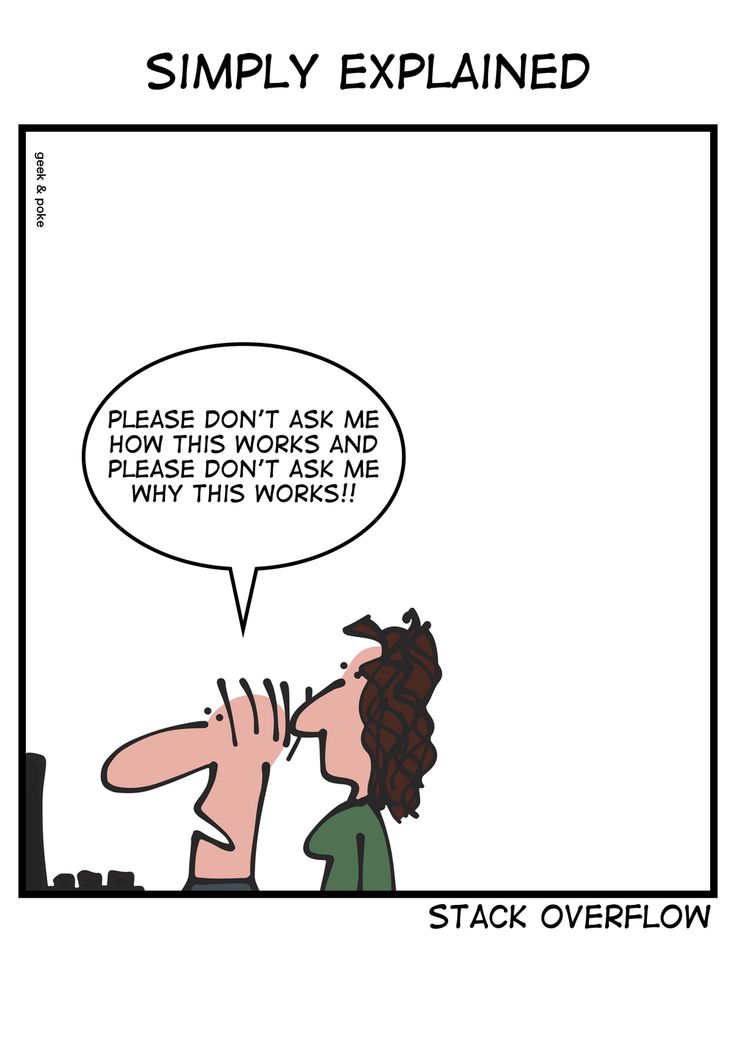 SIMPLY EXPLAINED
geek & poke
PLEASE DON'T ASK ME
HOW THIS WORKS AND
PLEASE DON'T ASK ME
WHY THIS WORKS!!
STACK OVERFLOW